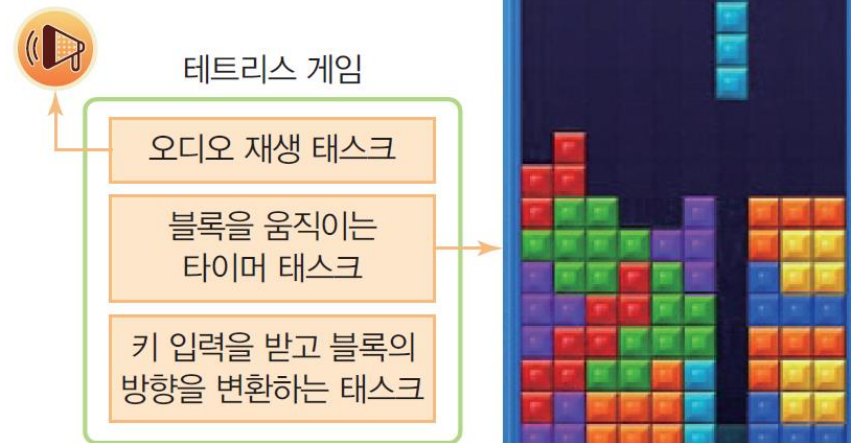 테트리스 게임
오디오 재생 태스크
블록을 움직이는
타이머 태스크
키 입력을 받고 블록의
방향을 변환하는 태스크